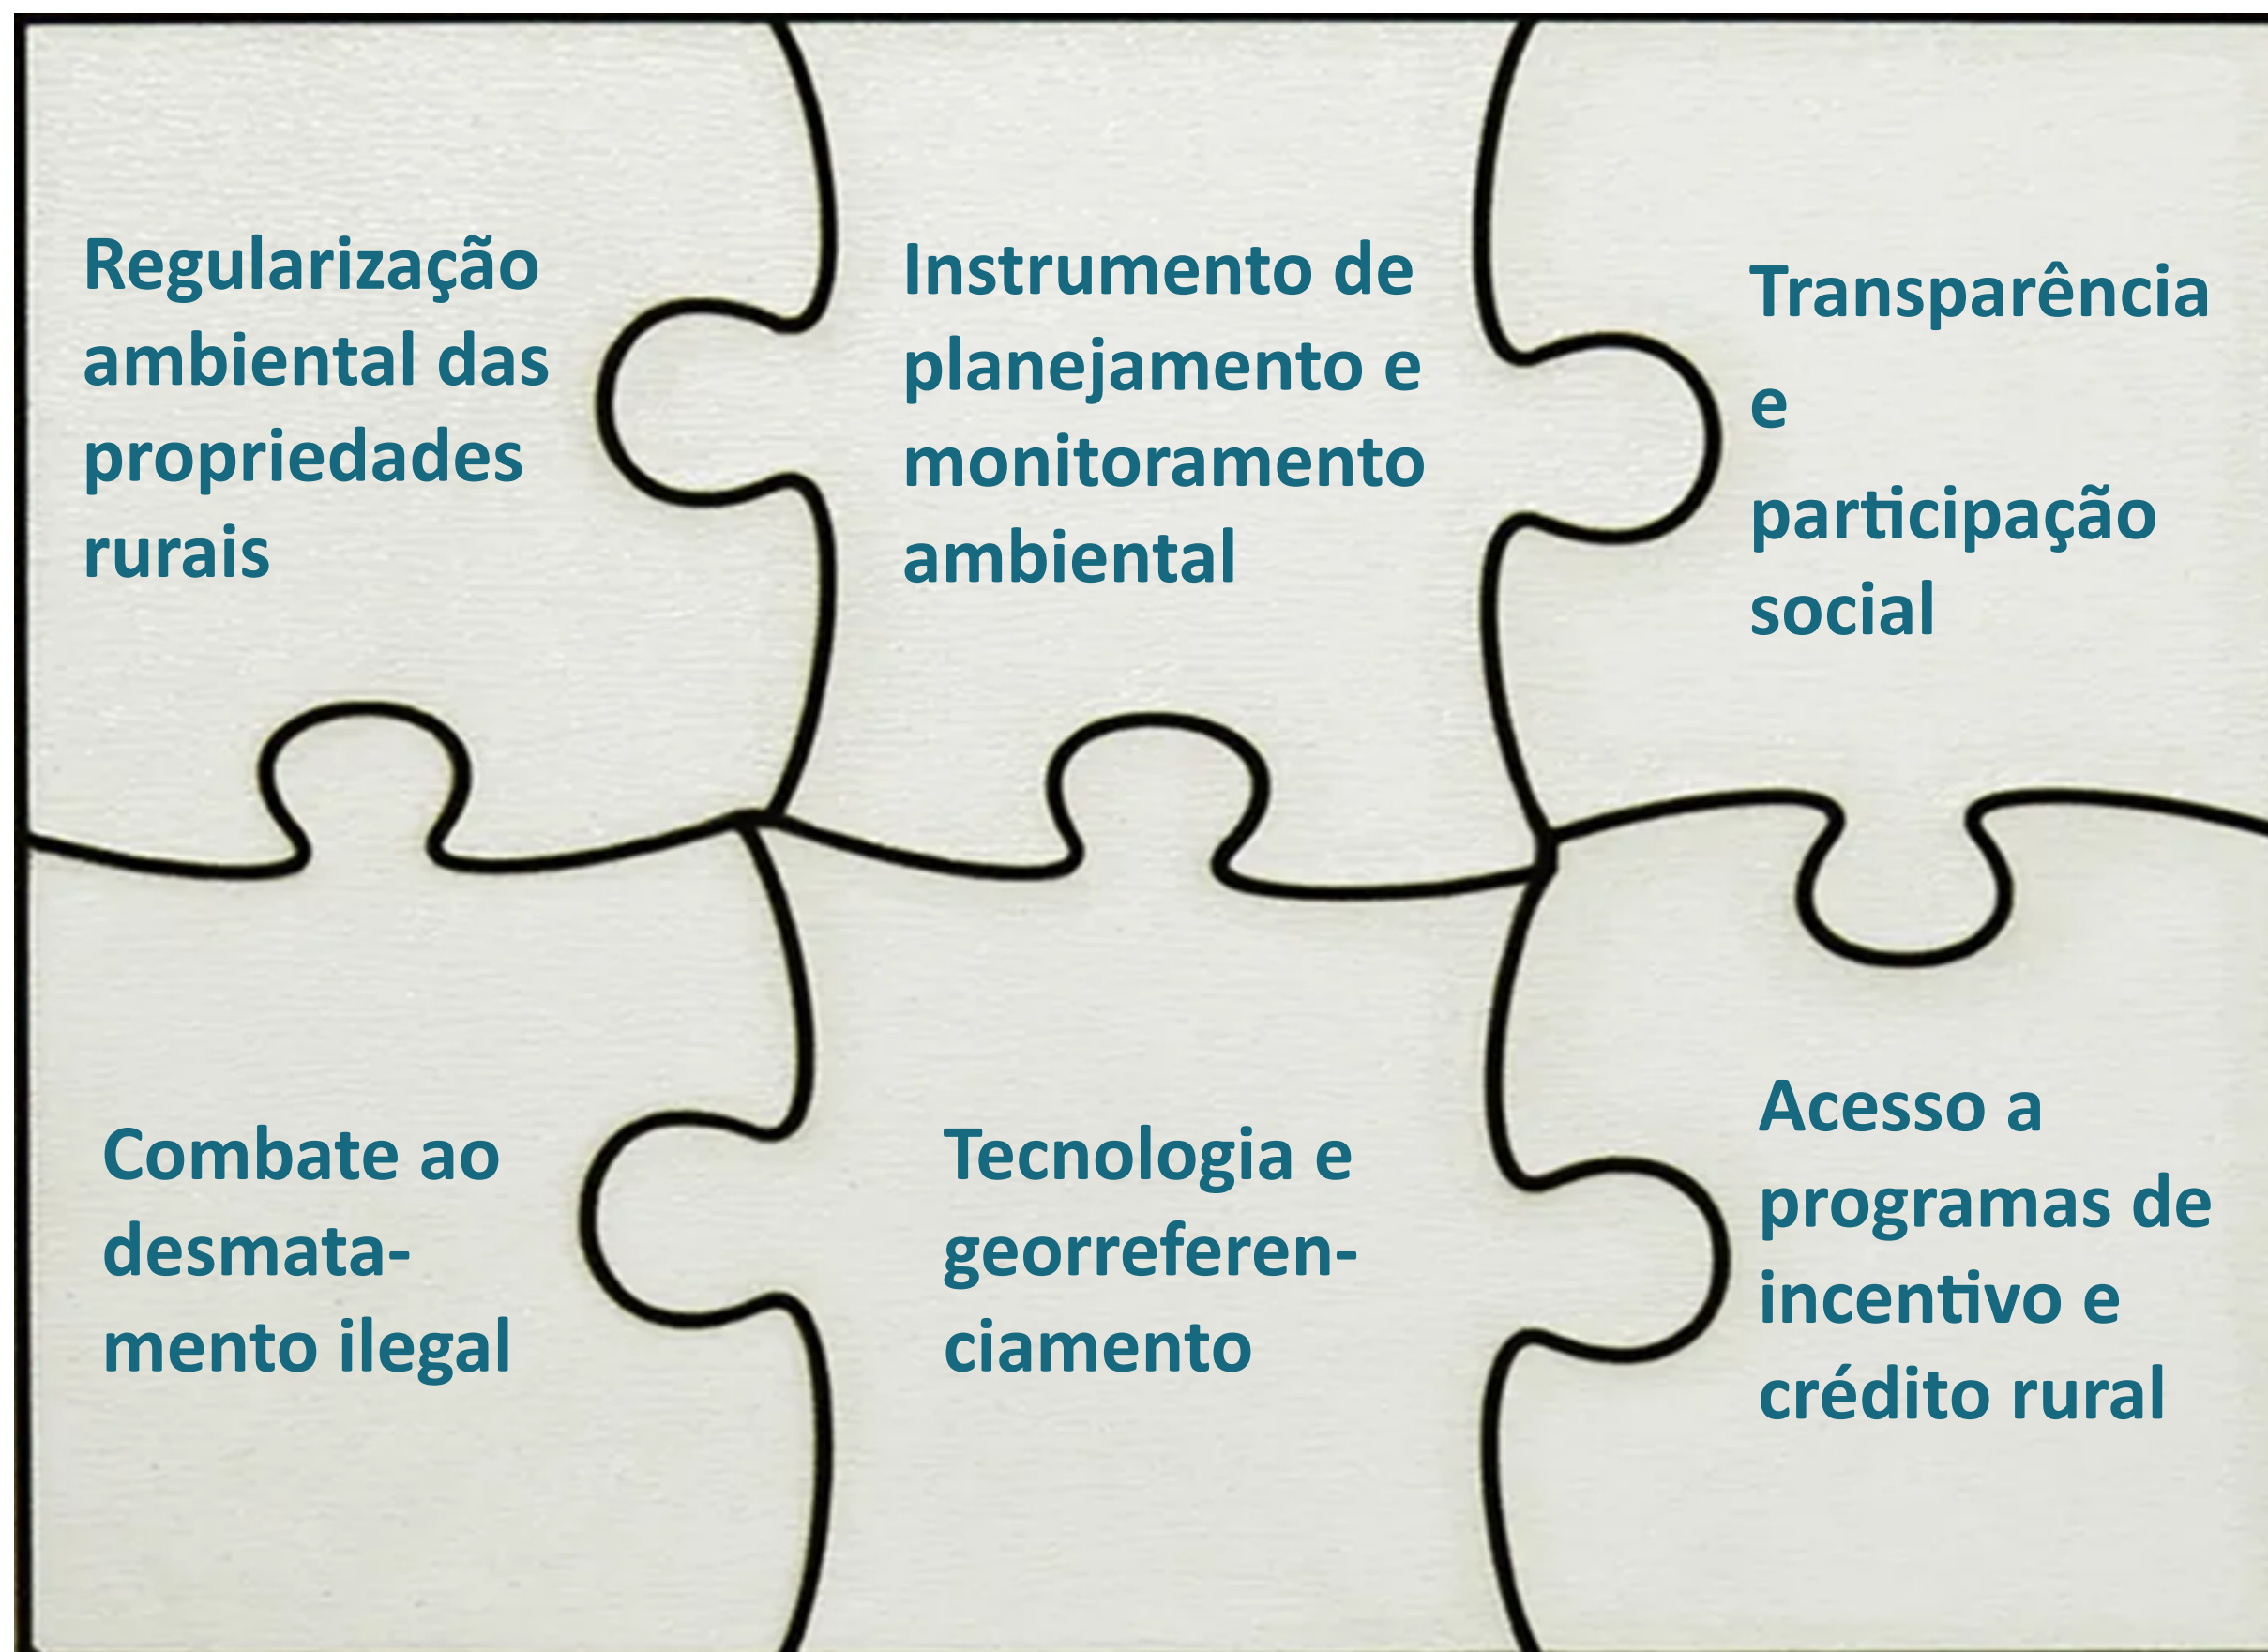 Regularização
ambiental das
propriedades
rurais
Instrumento de
planejamento e
monitoramento
ambiental
Transparência
e
participação
social
Combate ao
desmata-
mento ilegal
Tecnologia e
georreferen-
ciamento
Acesso a
programas de
incentivo e
crédito rural